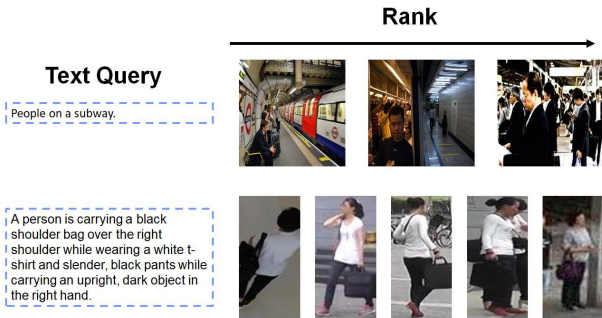 Rank
Text Query
People on a subway.
A person is carrying a black
shoulder bag over the right
shoulder while wearing a white t-
shirt and slender, black pants while
carrying an upright, dark object in
the right hand.